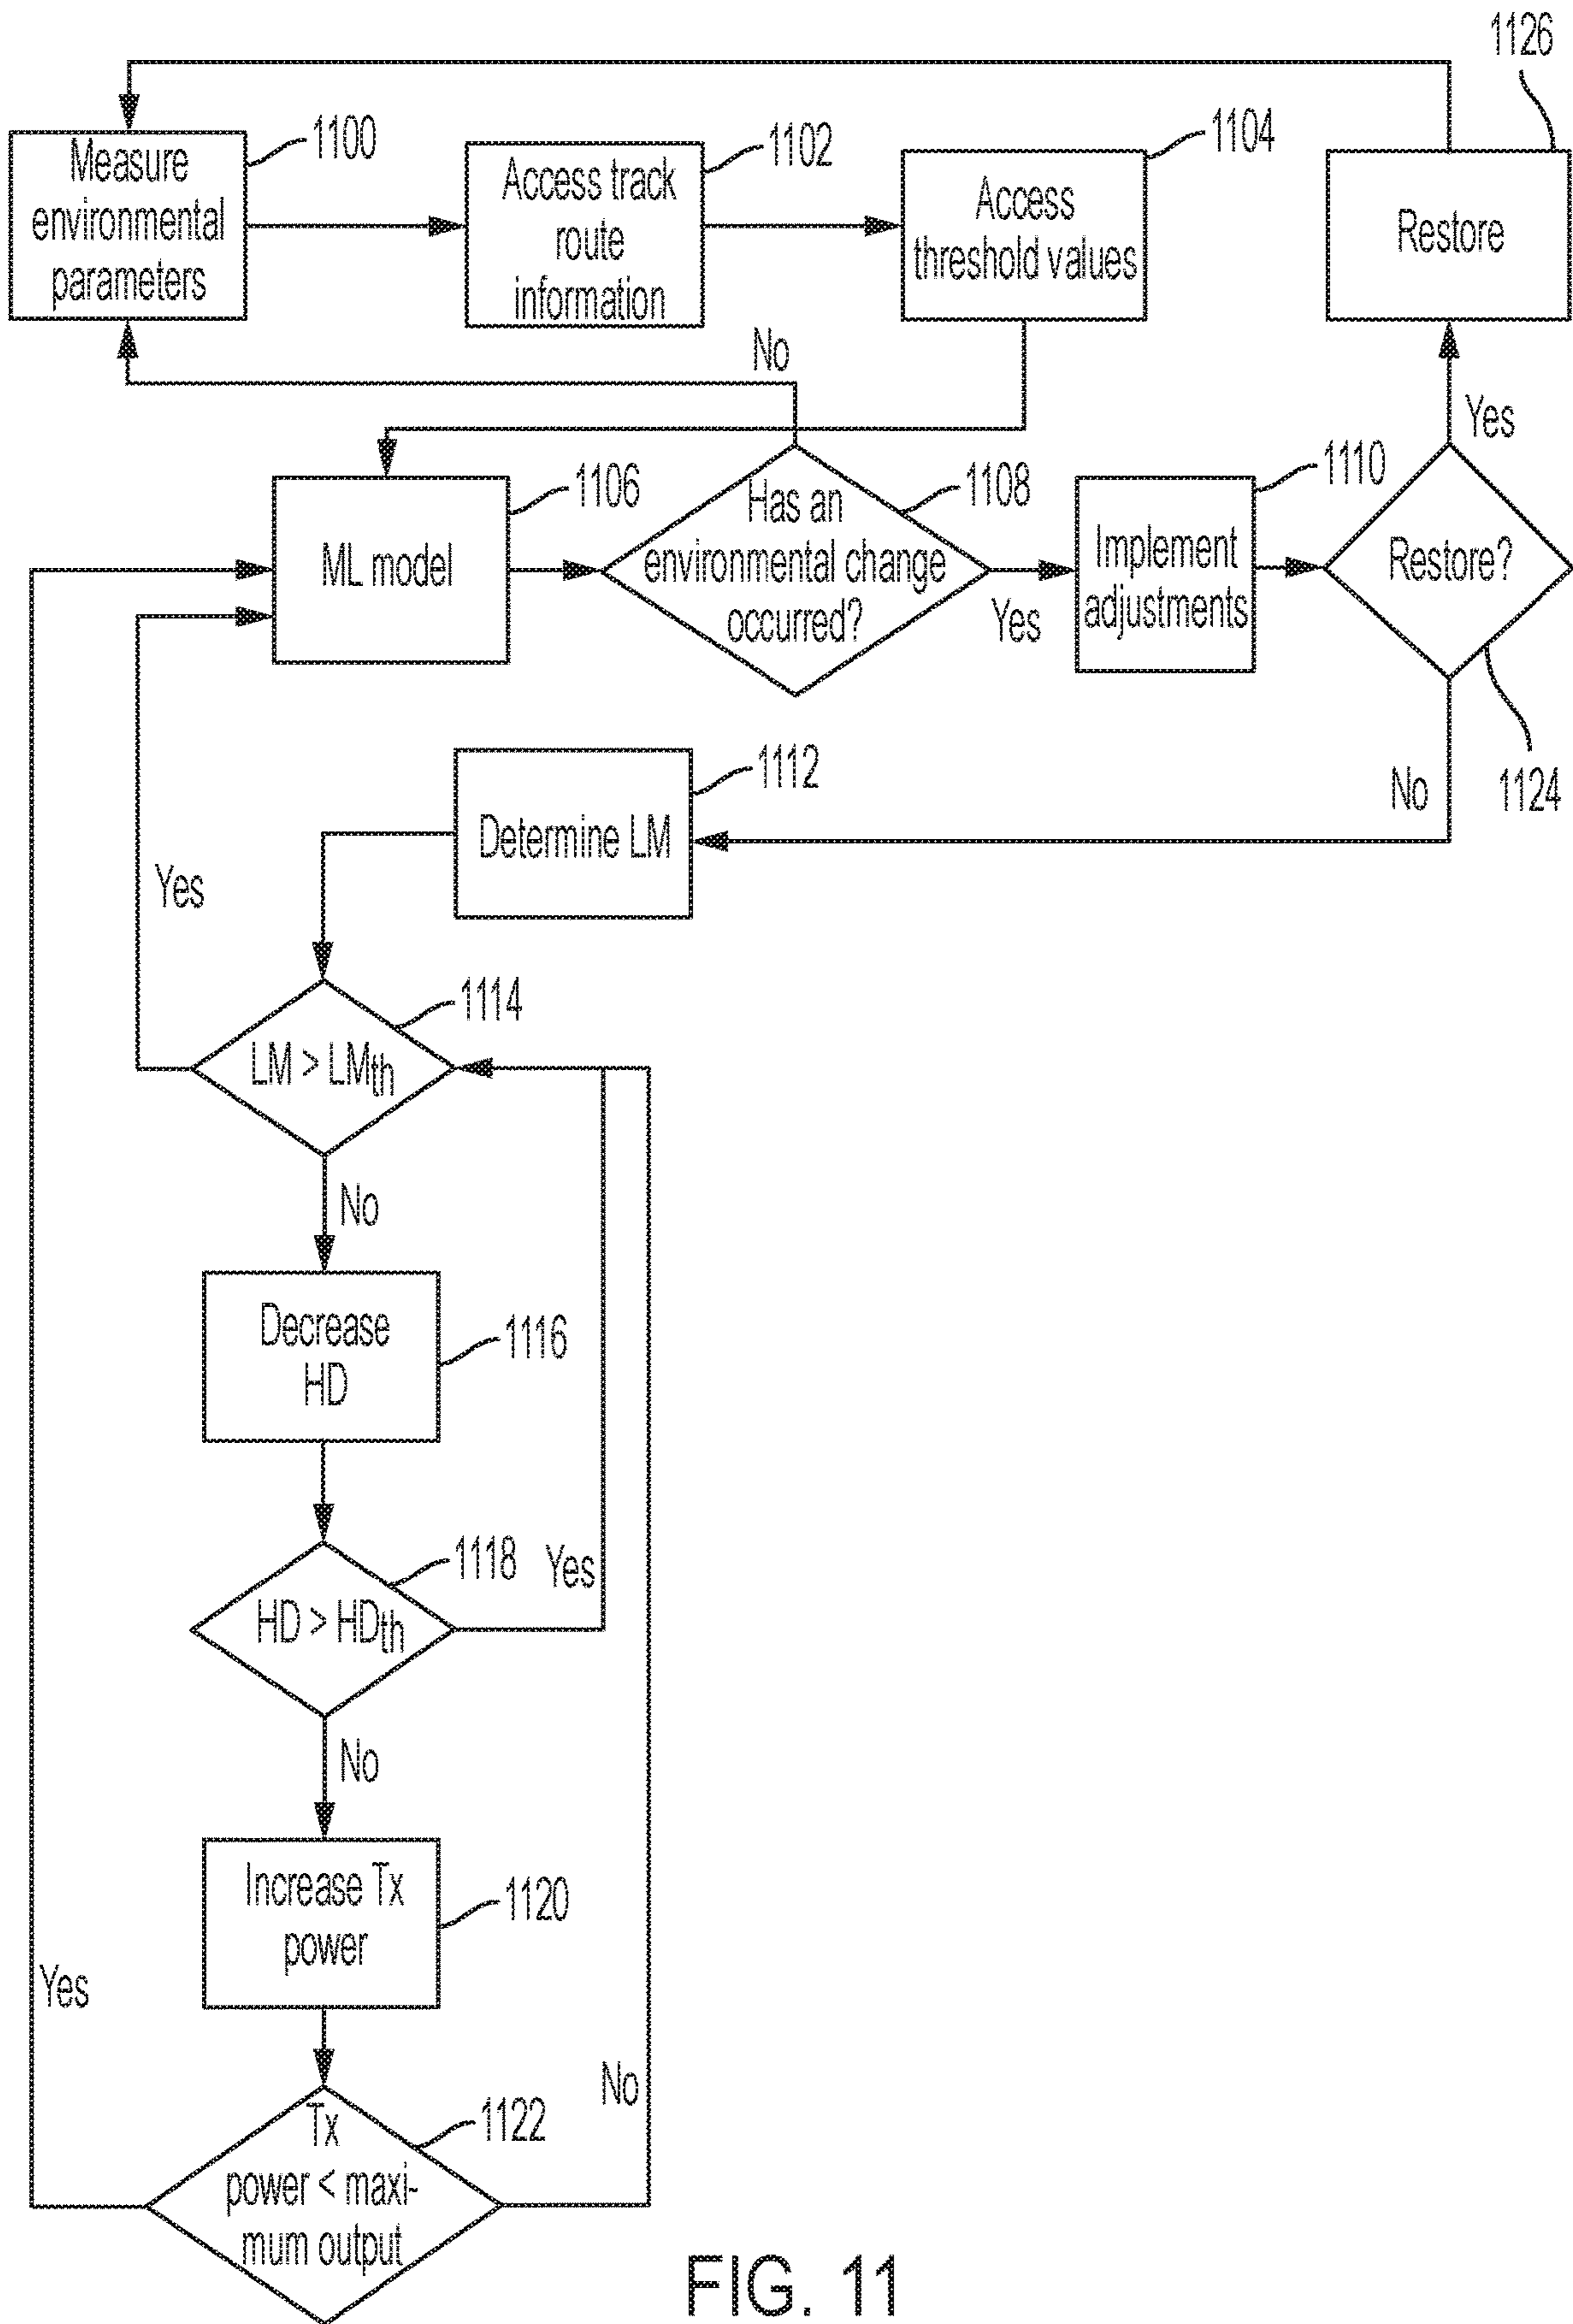 1126
Measure
environmental
parameters
1100
Access track
route
information
1102
Access
threshold values
1104
Restore
No
Yes
ML model
1106
Has an
environmental change
occurred?
1108
Yes
Implement
adjustments
1110
Restore?
1124
No
Determine LM
1112
Yes
LM > LMth
1114
No
Decrease
HD
1116
HD > HDth
1118
Yes
No
Increase Tx
power
1120
Yes
No
Tx
power < maxi-
mum output
1122
FIG. 11